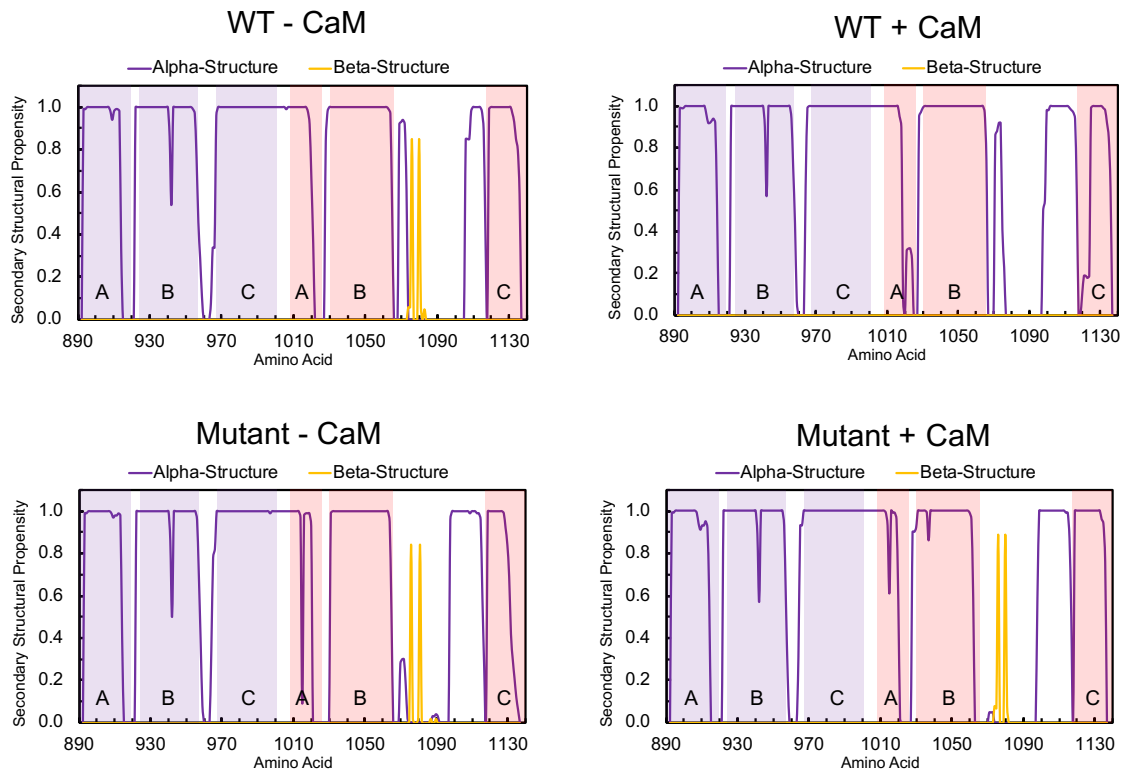 WT - CaM
Alpha-Structure Beta-Structure
Secondary Structural Propensity
1.0
0.8
0.6
0.4
0.2
0.0
A B C A B C
890 930 970 1010 1050 1090 1130
Amino Acid
WT + CaM
Alpha-Structure Beta-Structure
Secondary Structural Propensity
1.0
0.8
0.6
0.4
0.2
0.0
A B C A B C
890 930 970 1010 1050 1090 1130
Amino Acid
Mutant - CaM
Alpha-Structure Beta-Structure
Secondary Structural Propensity
1.0
0.8
0.6
0.4
0.2
0.0
A B C A B C
890 930 970 1010 1050 1090 1130
Amino Acid
Mutant + CaM
Alpha-Structure Beta-Structure
Secondary Structural Propensity
1.0
0.8
0.6
0.4
0.2
0.0
A B C A B C
890 930 970 1010 1050 1090 1130
Amino Acid